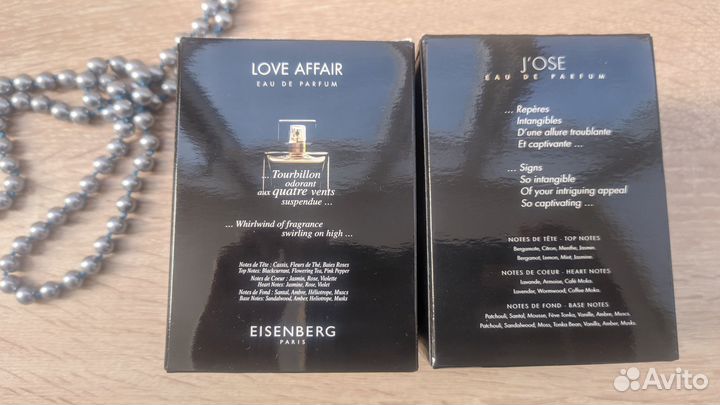 LOVE AFFAIR
EAU DE PARFUM
... Tourbillon
odorant
aux quatre vents
suspendue ...
... Whirlwind of fragrance
swirling on high ...
Notes de Tête : Cassis, Fleurs de Thé, Baies Roses
Top Notes: Blackcurrant, Flowering Tea, Pink Pepper
Notes de Coeur : Jasmin, Rose, Violette
Heart Notes: Jasmine, Rose, Violet
Notes de Fond : Santal, Amber, Héliotrope, Muscs
Base Notes: Sandalwood, Amber, Heliotrope, Musks
EISENBERG
PARIS
J'OSE
EAU DE PARFUM
... Repères
Intangibles
D'une allure troublante
Et captivante ...
... Signs
So intangible
Of your intriguing appeal
So captivating ...
NOTES DE TÊTE - TOP NOTES
Bergamote, Citron, Menthe, Jasmin.
Bergamot, Lemon, Mint, Jasmine.
NOTES DE COEUR - HEART NOTES
Lavande, Armoise, Café Moka.
Lavender, Wormwood, Coffee Moka.
NOTES DE FOND - BASE NOTES
Patchouli, Santal, Mousse, Fève Tonka, Vanille, Ambre, Muscs.
Patchouli, Sandalwood, Moss, Tonka Bean, Vanilla, Amber, Musks.
Avito